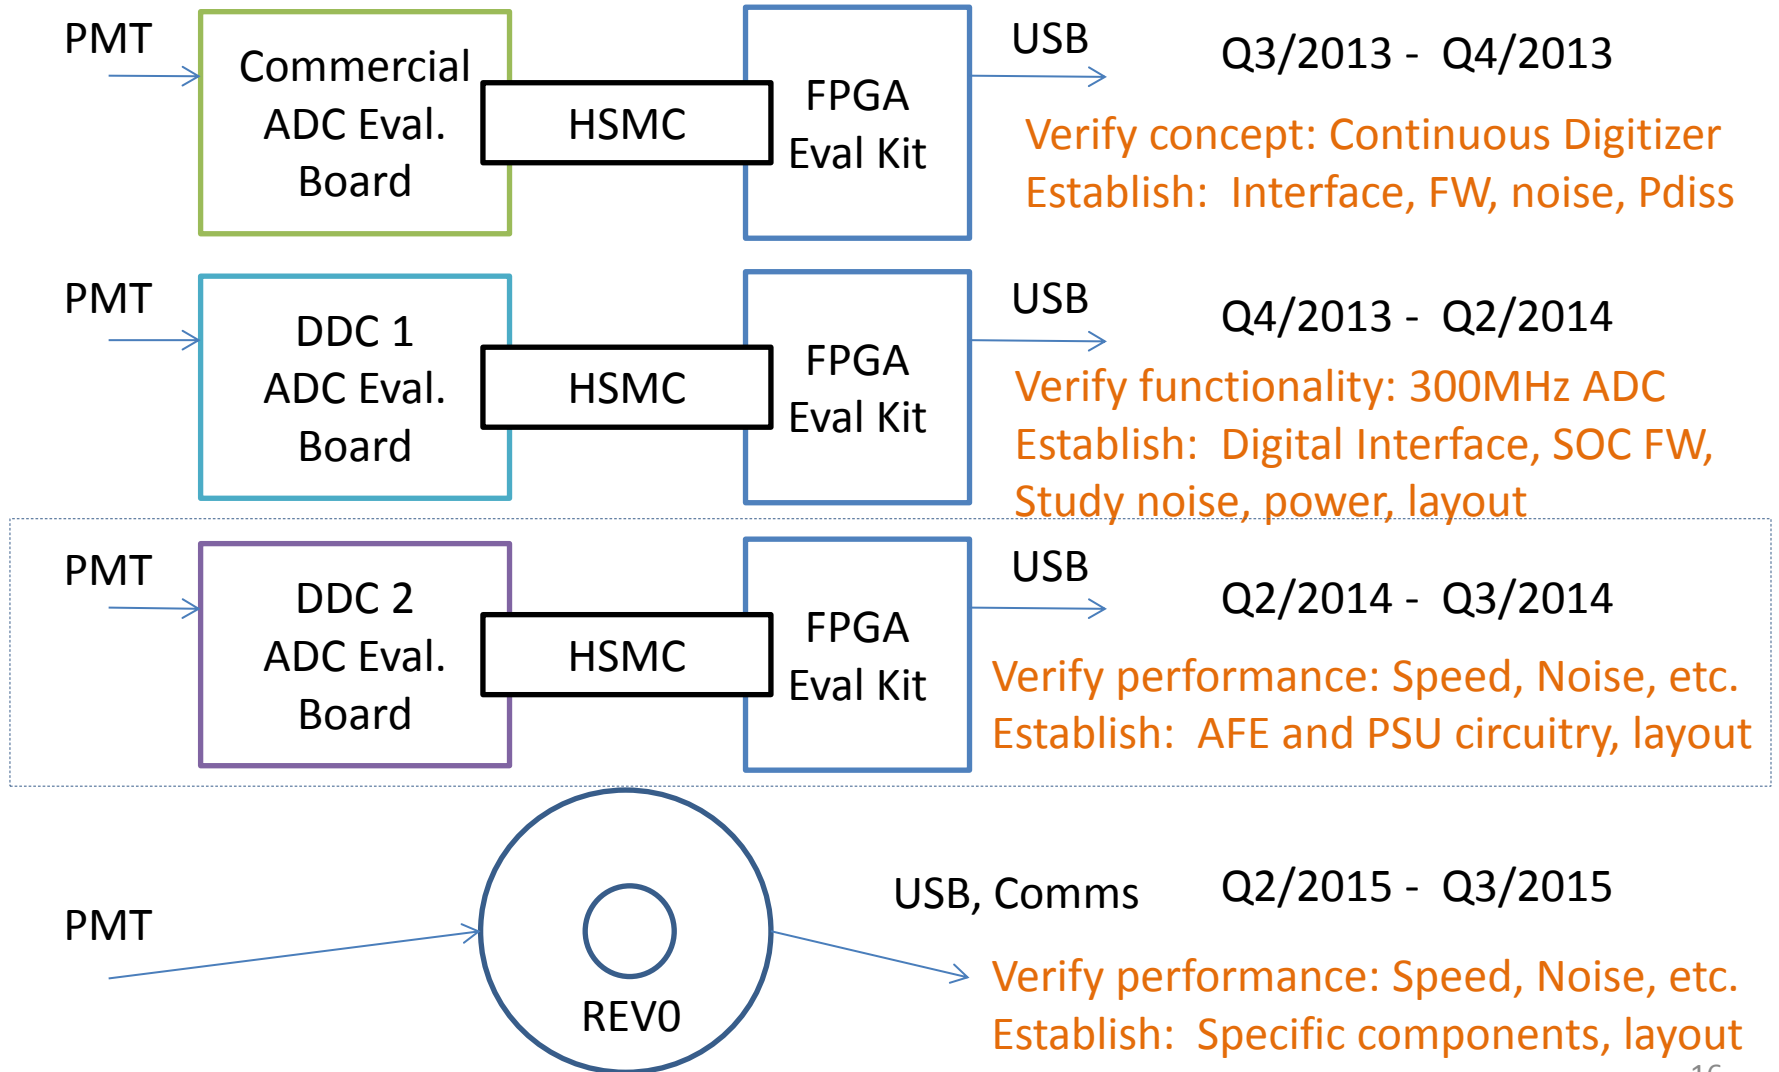 PMT
Commercial
ADC Eval.
Board
HSMC
FPGA
Eval Kit
USB
Q3/2013 - Q4/2013
Verify concept: Continuous Digitizer
Establish: Interface, FW, noise, Pdiss
PMT
DDC 1
ADC Eval.
Board
HSMC
FPGA
Eval Kit
USB
Q4/2013 - Q2/2014
Verify functionality: 300MHz ADC
Establish: Digital Interface, SOC FW,
Study noise, power, layout
PMT
DDC 2
ADC Eval.
Board
HSMC
FPGA
Eval Kit
USB
Q2/2014 - Q3/2014
Verify performance: Speed, Noise, etc.
Establish: AFE and PSU circuitry, layout
PMT
REV0
USB, Comms
Q2/2015 - Q3/2015
Verify performance: Speed, Noise, etc.
Establish: Specific components, layout